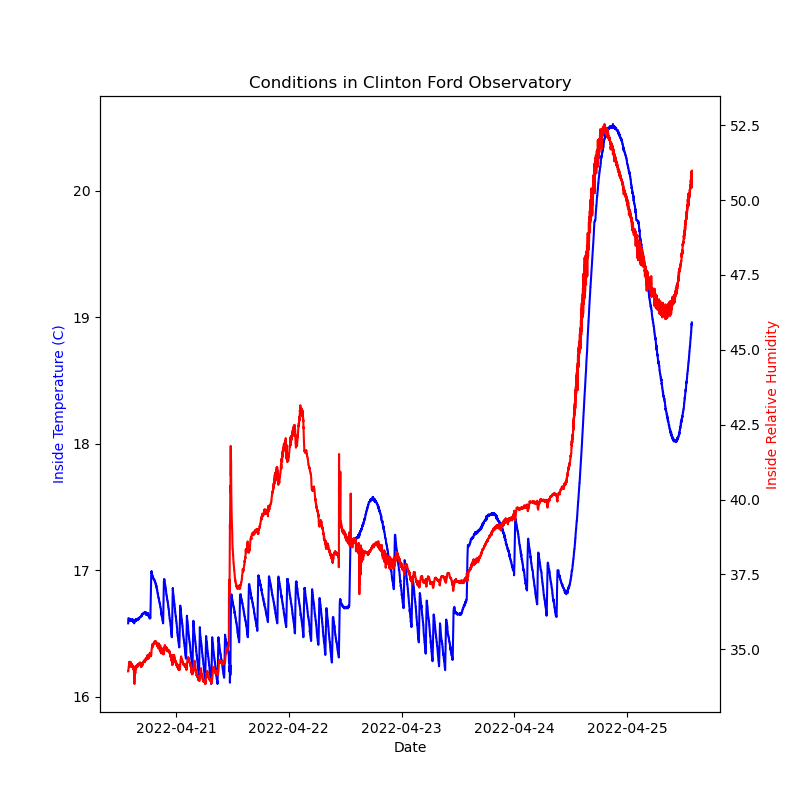 Conditions in Clinton Ford Observatory
Inside Temperature (C)
20
19
18
17
16
52.5
50.0
47.5
45.0
42.5
40.0
37.5
35.0
Inside Relative Humidity
2022-04-21 2022-04-22 2022-04-23 2022-04-24 2022-04-25
Date